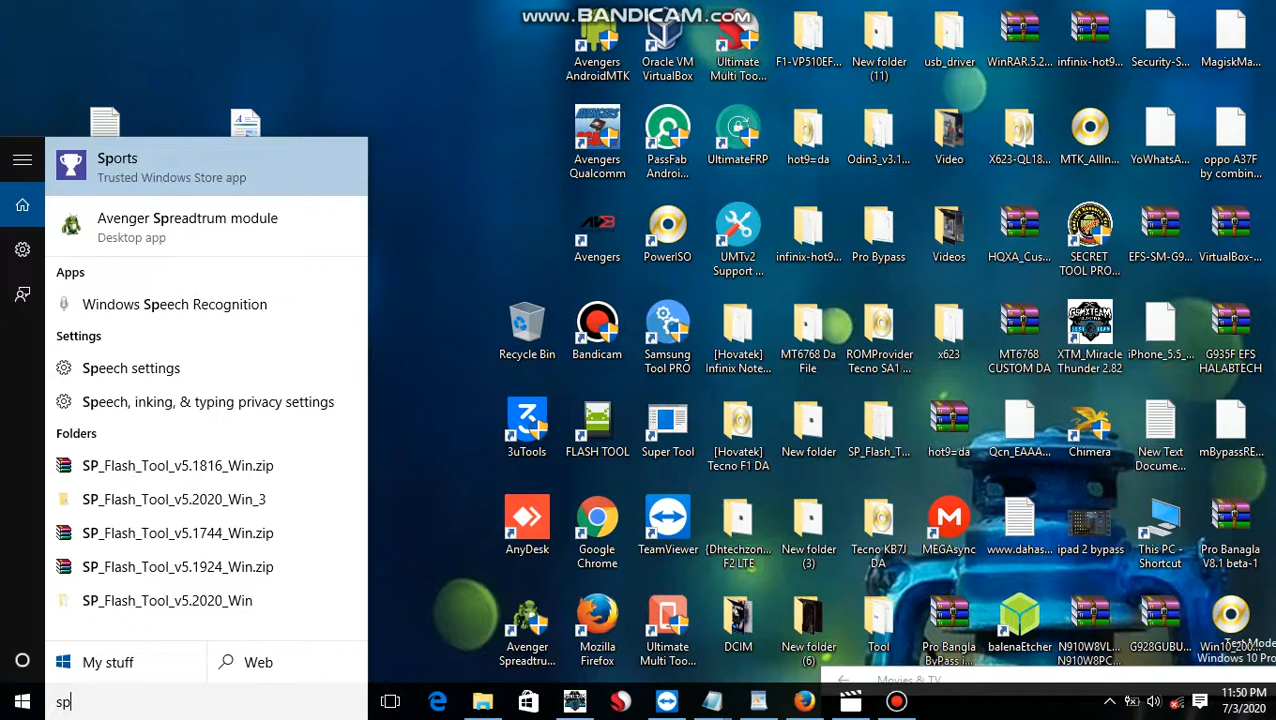 www.BANDICAM.com
Sports
Trusted Windows Store app
Avenger Spreadtrum module
Desktop app
Apps
Windows Speech Recognition
Settings
Speech settings
Speech, inking, & typing privacy settings
Folders
SP_Flash_Tool_v5.1816_Win.zip
SP_Flash_Tool_v5.2020_Win_3
SP_Flash_Tool_v5.1744_Win.zip
SP_Flash_Tool_v5.1924_Win.zip
SP_Flash_Tool_v5.2020_Win
My stuff
Web
sp
Avengers
AndroidMTK
Oracle VM
VirtualBox
Ultimate
Multi Too...
F1-VP510EF...
New folder
(11)
usb_driver
WinRAR.5.2...
infinix-hot9...
Security-S...
MagiskMa...
Avengers
Qualcomm
PassFab
Androi...
UltimateFRP
hot9=da
Odin3_v3.1...
Video
X623-QL18...
MTK_AllIn...
YoWhatsA...
oppo A37F
by combin...
Avengers
PowerISO
UMTv2
Support ...
infinix-hot9...
Pro Bypass
Videos
HQXA_Cus...
SECRET
TOOL PRO...
EFS-SM-G9...
VirtualBox-...
Recycle Bin
Bandicam
Samsung
Tool PRO
[Hovatek]
Infinix Note...
MT6768 Da
File
ROMProvider
Tecno SA1 ...
x623
MT6768
CUSTOM DA
XTM_Miracle
Thunder 2.82
iPhone_5.5_...
G935F EFS
HALABTECH
3uTools
FLASH TOOL
Super Tool
[Hovatek]
Tecno F1 DA
New folder
SP_Flash_T...
hot9=da
Qcn_EAAA...
Chimera
New Text
Docume...
mBypassRE...
AnyDesk
Google
Chrome
TeamViewer
{Dhtechzon...
F2 LTE
New folder
(3)
Tecno KB7J
DA
MEGAsync
www.dahas...
ipad 2 bypass
This PC -
Shortcut
Pro Banagla
V8.1 beta-1
Avenger
Spreadtru...
Mozilla
Firefox
Ultimate
Multi Too...
DCIM
New folder
(6)
Tool
Pro Bangla
ByPass i...
balenaEtcher
N910W8VL...
N910W8PC...
G928GUBU...
Movies & TV
Windows 10 Pro
11:50 PM
7/3/2020